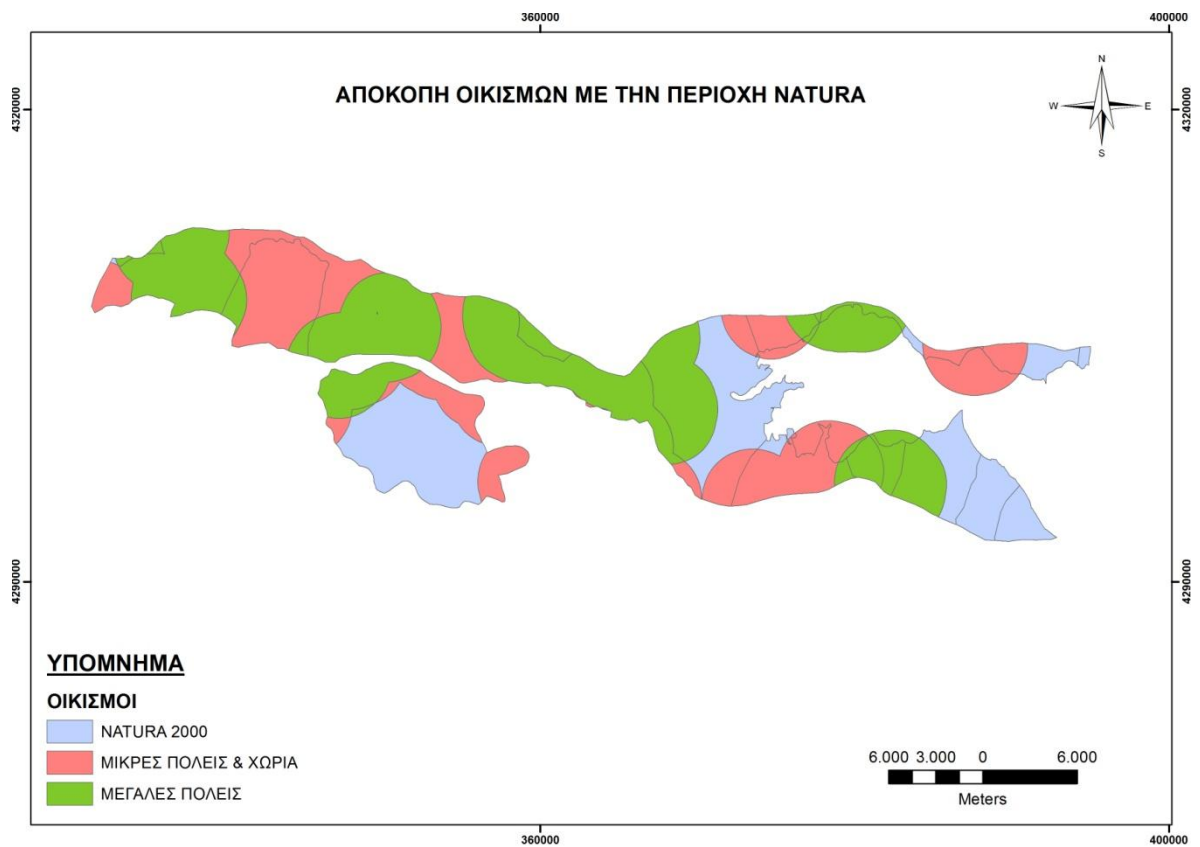 360000 400000
ΑΠΟΚΟΠΗ ΟΙΚΙΣΜΩΝ ΜΕ ΤΗΝ ΠΕΡΙΟΧΗ NATURA
N
W E
S
4320000 4320000
4290000 4290000
ΥΠΟΜΝΗΜΑ
ΟΙΚΙΣΜΟΙ
NATURA 2000
ΜΙΚΡΕΣ ΠΟΛΕΙΣ & ΧΩΡΙΑ
ΜΕΓΑΛΕΣ ΠΟΛΕΙΣ
6.000 3.000 0 6.000
Meters
360000 400000